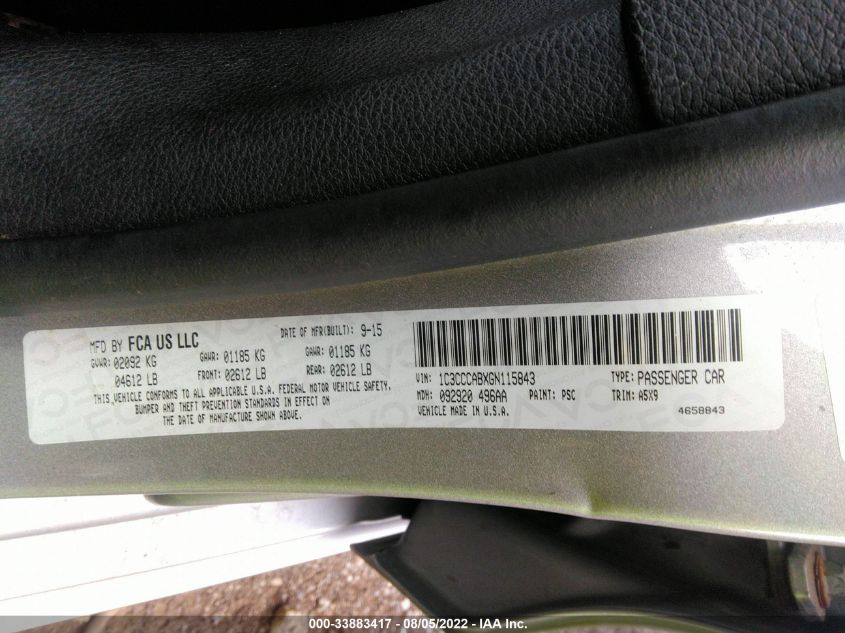 MFD BY FCA US LLC
DATE OF MFR(BUILT): 9-15
GVWR: 02092 KG
GAWR: 01185 KG
GAWR: 01185 KG
04612 LB
FRONT: 02612 LB
REAR: 02612 LB
THIS VEHICLE CONFORMS TO ALL APPLICABLE U.S.A. FEDERAL MOTOR VEHICLE SAFETY,
BUMPER AND THEFT PREVENTION STANDARDS IN EFFECT ON
THE DATE OF MANUFACTURE SHOWN ABOVE.
VIN: 1C3CCCABXGN115843
TYPE: PASSENGER CAR
MDH: 092920 496AA
PAINT: PSC
TRIM: A5X9
VEHICLE MADE IN U.S.A.
4658843
000-33883417 - 08/05/2022 - IAA Inc.